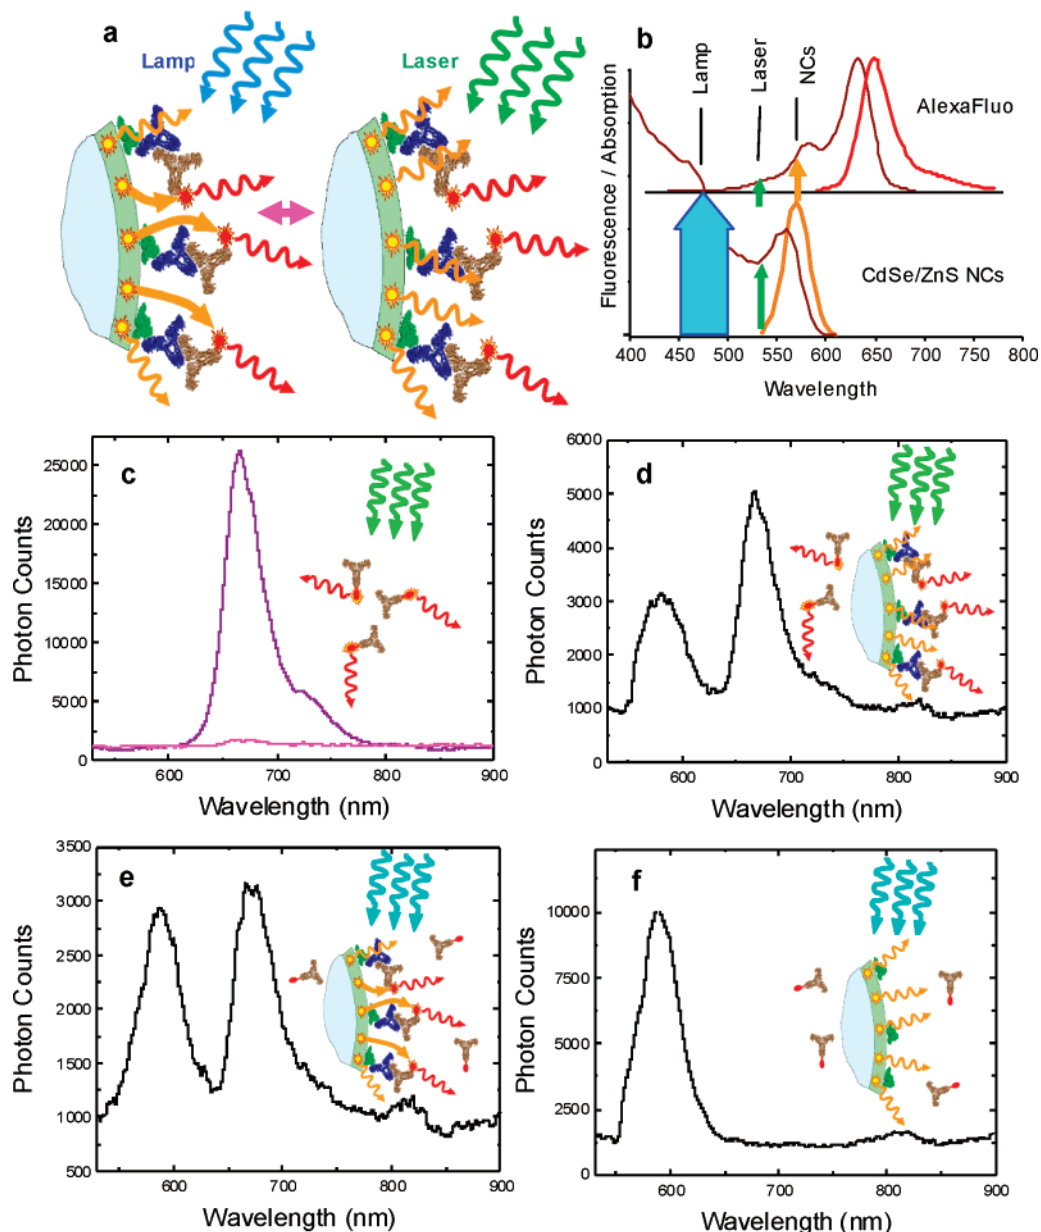 a
Lamp
Laser
b
Lamp
Laser
NCs
AlexaFluo
CdSe/ZnS NCs
Fluorescence / Absorption
400 450 500 550 600 650 700 750 800
Wavelength
c
25000
20000
15000
10000
5000
0
600 700 800 900
Photon Counts
Wavelength (nm)
d
6000
5000
4000
3000
2000
1000
0
600 700 800 900
Photon Counts
Wavelength (nm)
e
3500
3000
2500
2000
1500
1000
500
600 700 800 900
Photon Counts
Wavelength (nm)
f
10000
7500
5000
2500
0
600 700 800 900
Photon Counts
Wavelength (nm)